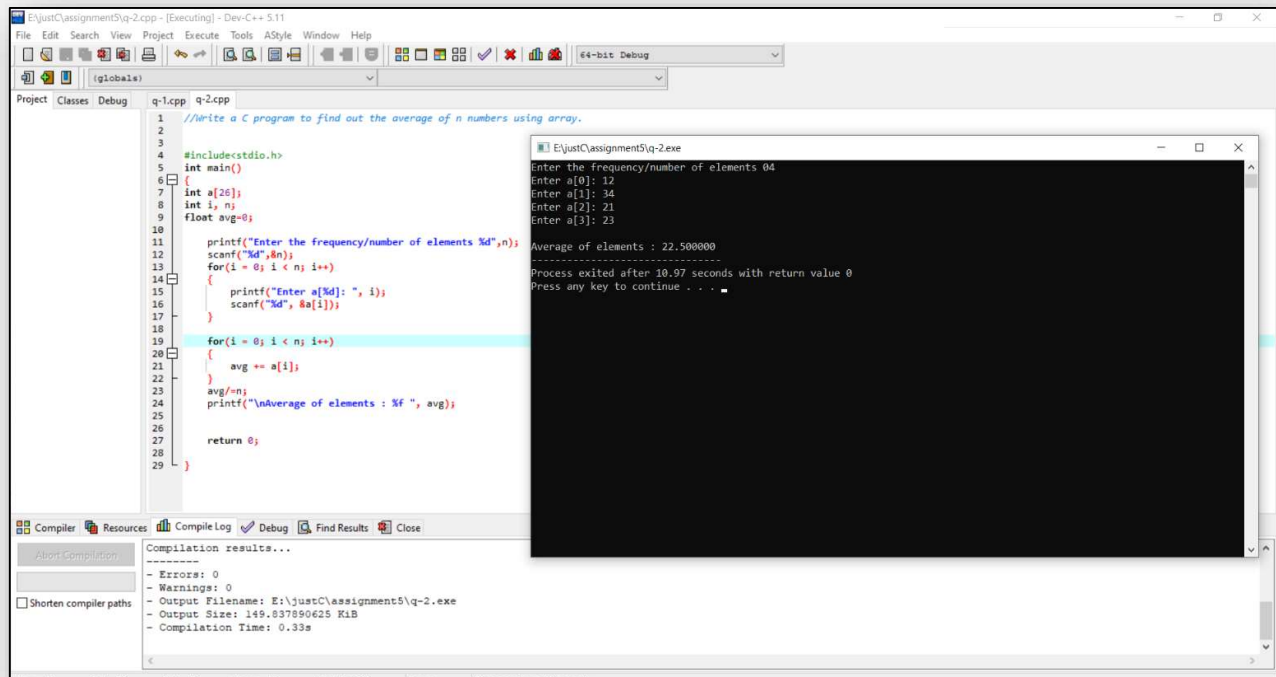 E:\justC\assignment5\q-2.cpp - [Executing] - Dev-C++ 5.11
File Edit Search View Project Execute Tools AStyle Window Help
64-bit Debug
(globals)
Project Classes Debug
q-1.cpp q-2.cpp
1 //Write a C program to find out the average of n numbers using array.
2
3
4 #include<stdio.h>
5 int main()
6 {
7 int a[26];
8 int i, n;
9 float avg=0;
10
11 printf("Enter the frequency/number of elements %d",n);
12 scanf("%d",&n);
13 for(i = 0; i < n; i++)
14 {
15 printf("Enter a[%d]: ", i);
16 scanf("%d", &a[i]);
17 }
18
19 for(i = 0; i < n; i++)
20 {
21 avg += a[i];
22 }
23 avg/=n;
24 printf("\nAverage of elements : %f ", avg);
25
26
27 return 0;
28
29 }
E:\justC\assignment5\q-2.exe
Enter the frequency/number of elements 04
Enter a[0]: 12
Enter a[1]: 34
Enter a[2]: 21
Enter a[3]: 23
Average of elements : 22.500000
--------------------------------
Process exited after 10.97 seconds with return value 0
Press any key to continue . . .
Compiler Resources Compile Log Debug Find Results Close
Abort Compilation
Shorten compiler paths
Compilation results...
--------
- Errors: 0
- Warnings: 0
- Output Filename: E:\justC\assignment5\q-2.exe
- Output Size: 149.837890625 KiB
- Compilation Time: 0.33s